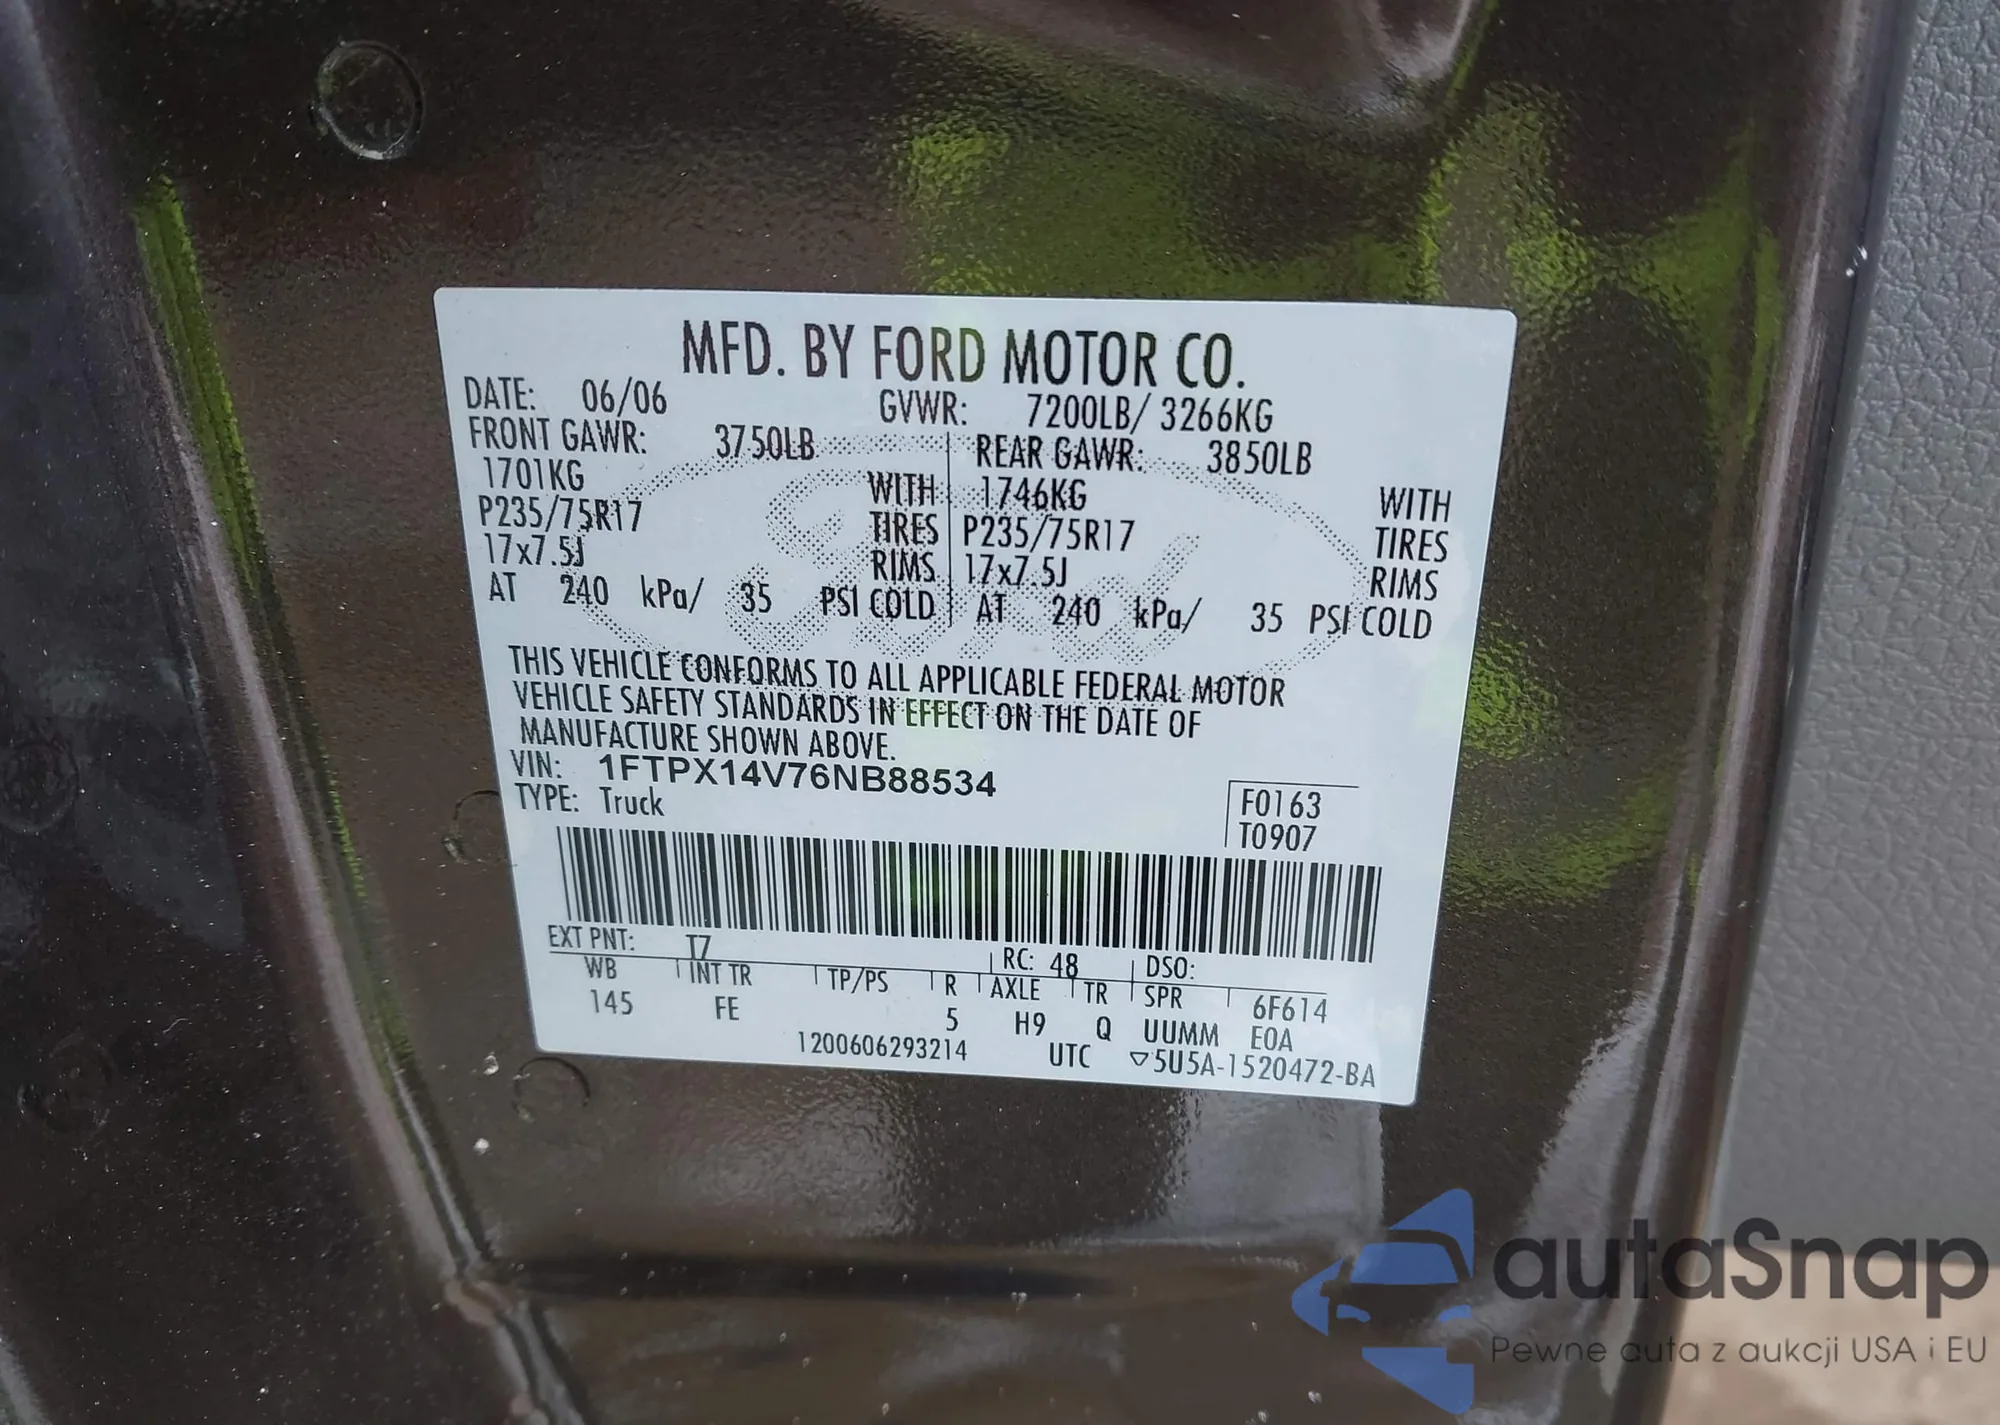 MFD. BY FORD MOTOR CO.
DATE: 06/06 GVWR: 7200LB/ 3266KG
FRONT GAWR: 3750LB REAR GAWR: 3850LB
1701KG WITH 1746KG WITH
P235/75R17 TIRES P235/75R17 TIRES
17x7.5J RIMS 17x7.5J RIMS
AT 240 kPa/ 35 PSI COLD AT 240 kPa/ 35 PSI COLD
THIS VEHICLE CONFORMS TO ALL APPLICABLE FEDERAL MOTOR
VEHICLE SAFETY STANDARDS IN EFFECT ON THE DATE OF
MANUFACTURE SHOWN ABOVE.
VIN: 1FTPX14V76NB88534
TYPE: Truck
F0163
T0907
EXT PNT: T7 RC: 48 DSO:
WB INT TR TP/PS R AXLE TR SPR 6F614
145 FE 5 H9 Q UUMM E0A
1200606293214 UTC ▽5U5A-1520472-BA
Ford
autoSnap
Pewne auta z aukcji USA i EU